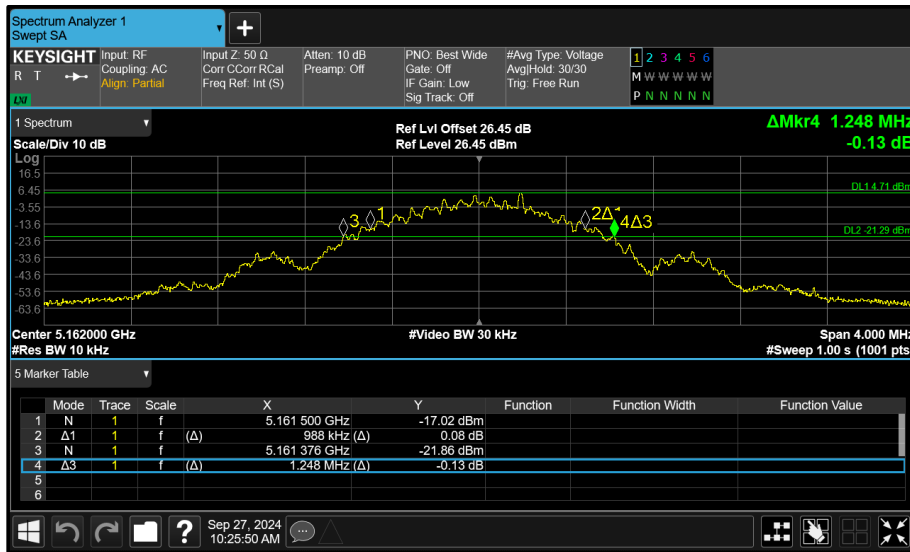 Spectrum Analyzer 1
Swept SA
+
KEYSIGHT Input: RF Input Z: 50 Ω Atten: 10 dB PNO: Best Wide #Avg Type: Voltage 1 2 3 4 5 6
R T Coupling: AC Corr CCorr RCal Preamp: Off Gate: Off Avg|Hold: 30/30 M W W W W W
Align: Partial Freq Ref: Int (S) IF Gain: Low Trig: Free Run P N N N N N
LXI Sig Track: Off
1 Spectrum Ref Lvl Offset 26.45 dB ΔMkr4 1.248 MHz
Scale/Div 10 dB Ref Level 26.45 dBm -0.13 dB
Log
16.5
6.45 DL1 4.71 dBm
-3.55
-13.6 3 1 2Δ1 4Δ3
-23.6 DL2 -21.29 dBm
-33.6
-43.6
-53.6
-63.6
Center 5.162000 GHz #Video BW 30 kHz Span 4.000 MHz
#Res BW 10 kHz #Sweep 1.00 s (1001 pts
5 Marker Table
Mode Trace Scale X Y Function Function Width Function Value
1 N 1 f 5.161 500 GHz -17.02 dBm
2 Δ1 1 f (Δ) 988 kHz (Δ) 0.08 dB
3 N 1 f 5.161 376 GHz -21.86 dBm
4 Δ3 1 f (Δ) 1.248 MHz (Δ) -0.13 dB
5
6
? Sep 27, 2024
10:25:50 AM